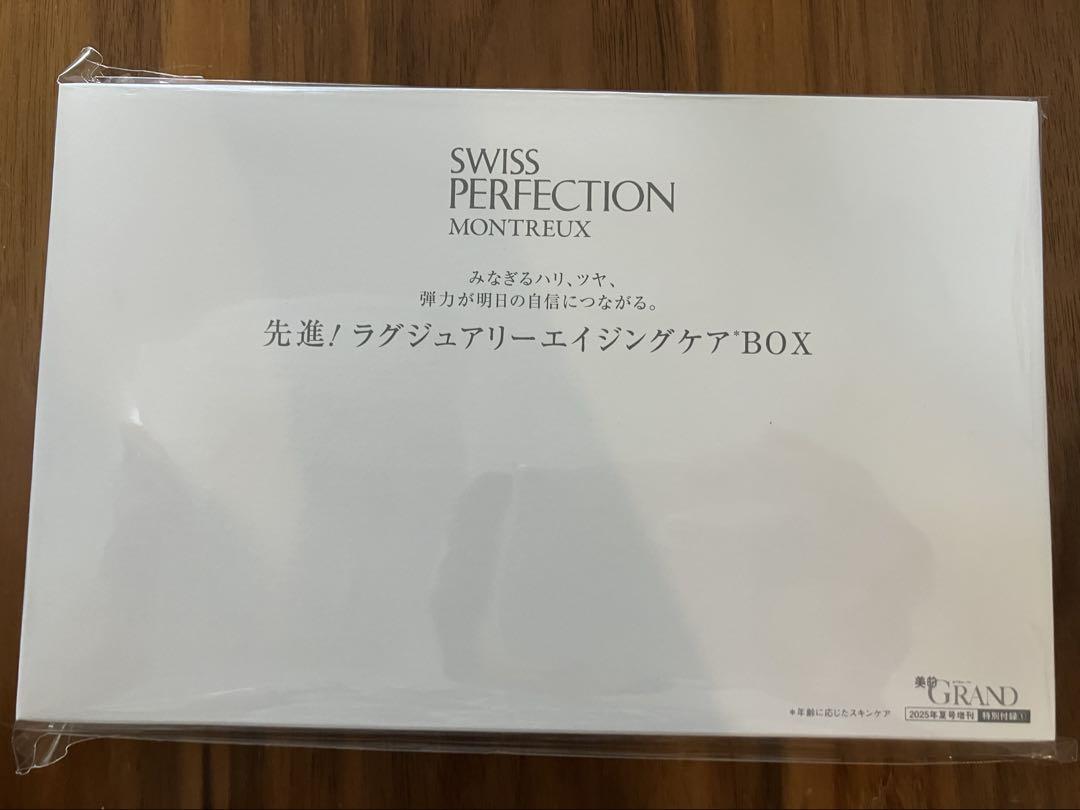 SWISS
PERFECTION
MONTREUX
みなぎるハリ、ツヤ、
弾力が明日の自信につながる。
先進！ラグジュアリーエイジングケア*BOX
美的GRAND
*年齢に応じたスキンケア
2025年夏号増刊 特別付録①